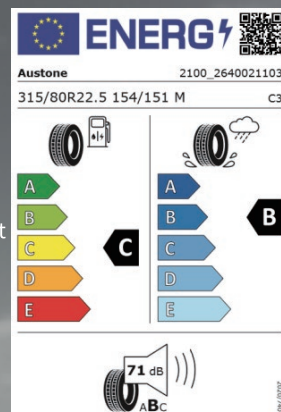 ENERG
Austone 2100_2640021103
315/80R22.5 154/151 M C3
A A
B B B
C C C
D D
E E
71 dB
ABC